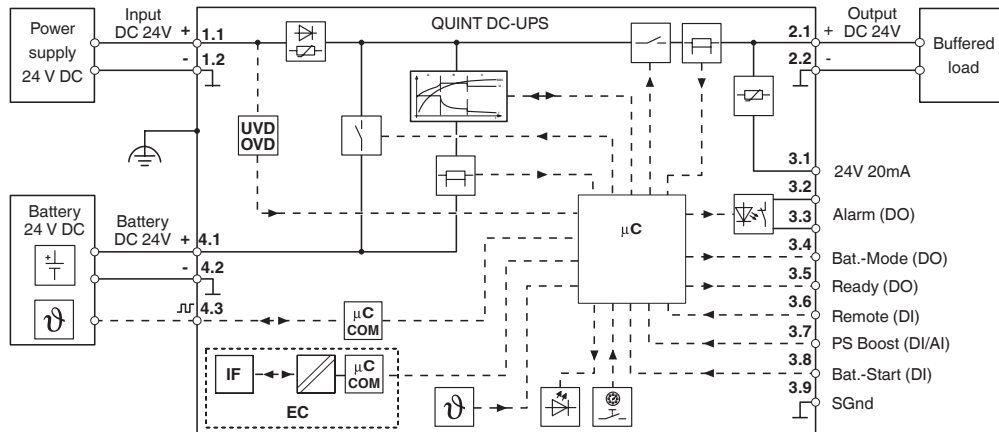 QUINT DC-UPS
Power
supply
24 V DC
Input
DC 24V
+
1.1
-
1.2
UVD
OVD
Battery
24 V DC
+
ϑ
Battery
DC 24V
+
4.1
-
4.2
4.3
µC
COM
IF
µC
COM
EC
ϑ
µC
Output
+ DC 24V
2.1
2.2
-
Buffered
load
3.1
24V 20mA
3.2
3.3
Alarm (DO)
3.4
Bat.-Mode (DO)
3.5
Ready (DO)
3.6
Remote (DI)
3.7
PS Boost (DI/AI)
3.8
Bat.-Start (DI)
3.9
SGnd